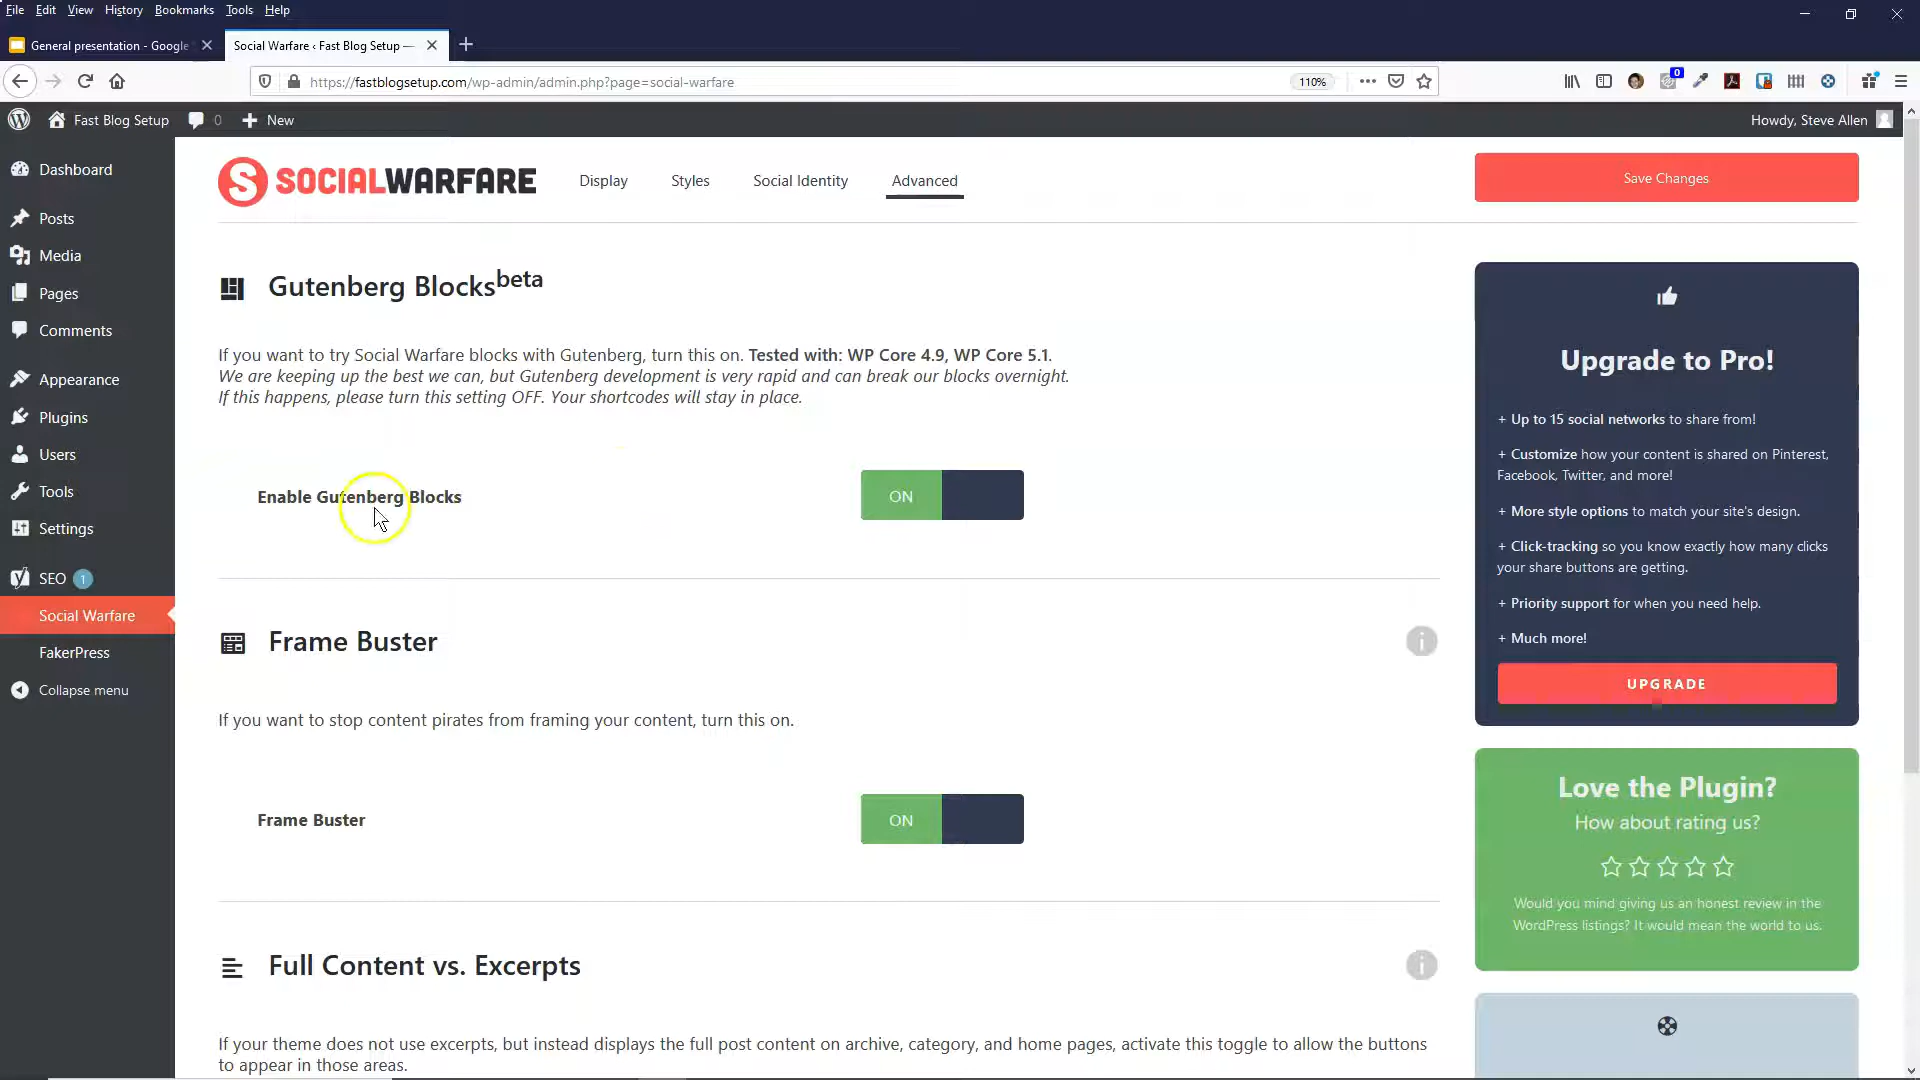 File Edit View History Bookmarks Tools Help
General presentation - Google
Social Warfare ‹ Fast Blog Setup —
https://fastblogsetup.com/wp-admin/admin.php?page=social-warfare
110%
0
Fast Blog Setup
0
New
Howdy, Steve Allen
Dashboard
Posts
Media
Pages
Comments
Appearance
Plugins
Users
Tools
Settings
SEO 1
Social Warfare
FakerPress
Collapse menu
S SOCIALWARFARE
Display
Styles
Social Identity
Advanced
Save Changes
Gutenberg Blocks beta
If you want to try Social Warfare blocks with Gutenberg, turn this on. Tested with: WP Core 4.9, WP Core 5.1.
We are keeping up the best we can, but Gutenberg development is very rapid and can break our blocks overnight.
If this happens, please turn this setting OFF. Your shortcodes will stay in place.
Enable Gutenberg Blocks
ON
Frame Buster
If you want to stop content pirates from framing your content, turn this on.
Frame Buster
ON
Full Content vs. Excerpts
If your theme does not use excerpts, but instead displays the full post content on archive, category, and home pages, activate this toggle to allow the buttons
to appear in those areas.
Upgrade to Pro!
+ Up to 15 social networks to share from!
+ Customize how your content is shared on Pinterest,
Facebook, Twitter, and more!
+ More style options to match your site's design.
+ Click-tracking so you know exactly how many clicks
your share buttons are getting.
+ Priority support for when you need help.
+ Much more!
UPGRADE
Love the Plugin?
How about rating us?
Would you mind giving us an honest review in the
WordPress listings? It would mean the world to us.